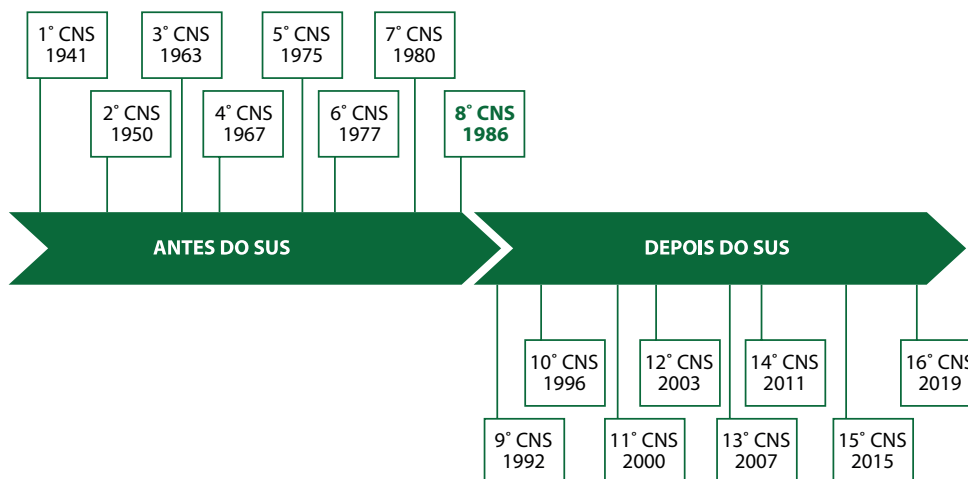 1° CNS
1941
3° CNS
1963
5° CNS
1975
7° CNS
1980
2° CNS
1950
4° CNS
1967
6° CNS
1977
8° CNS
1986
ANTES DO SUS
DEPOIS DO SUS
10° CNS
1996
12° CNS
2003
14° CNS
2011
16° CNS
2019
9° CNS
1992
11° CNS
2000
13° CNS
2007
15° CNS
2015